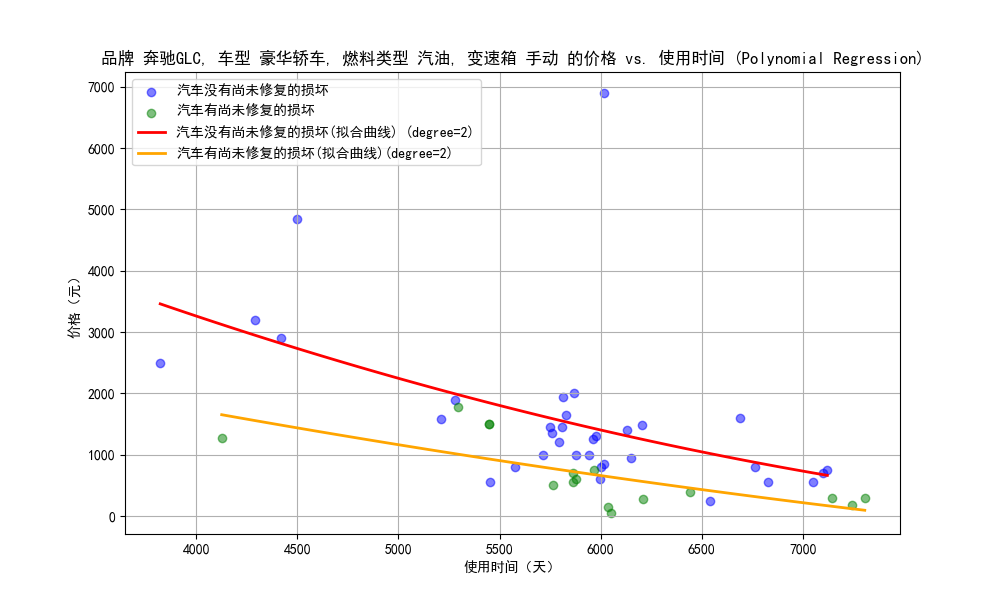 品牌 奔驰GLC, 车型 豪华轿车, 燃料类型 汽油, 变速箱 手动 的价格 vs. 使用时间 (Polynomial Regression)
汽车没有尚未修复的损坏
汽车有尚未修复的损坏
汽车没有尚未修复的损坏(拟合曲线) (degree=2)
汽车有尚未修复的损坏(拟合曲线)(degree=2)
价格（元）
7000
6000
5000
4000
3000
2000
1000
0
4000 4500 5000 5500 6000 6500 7000
使用时间（天）